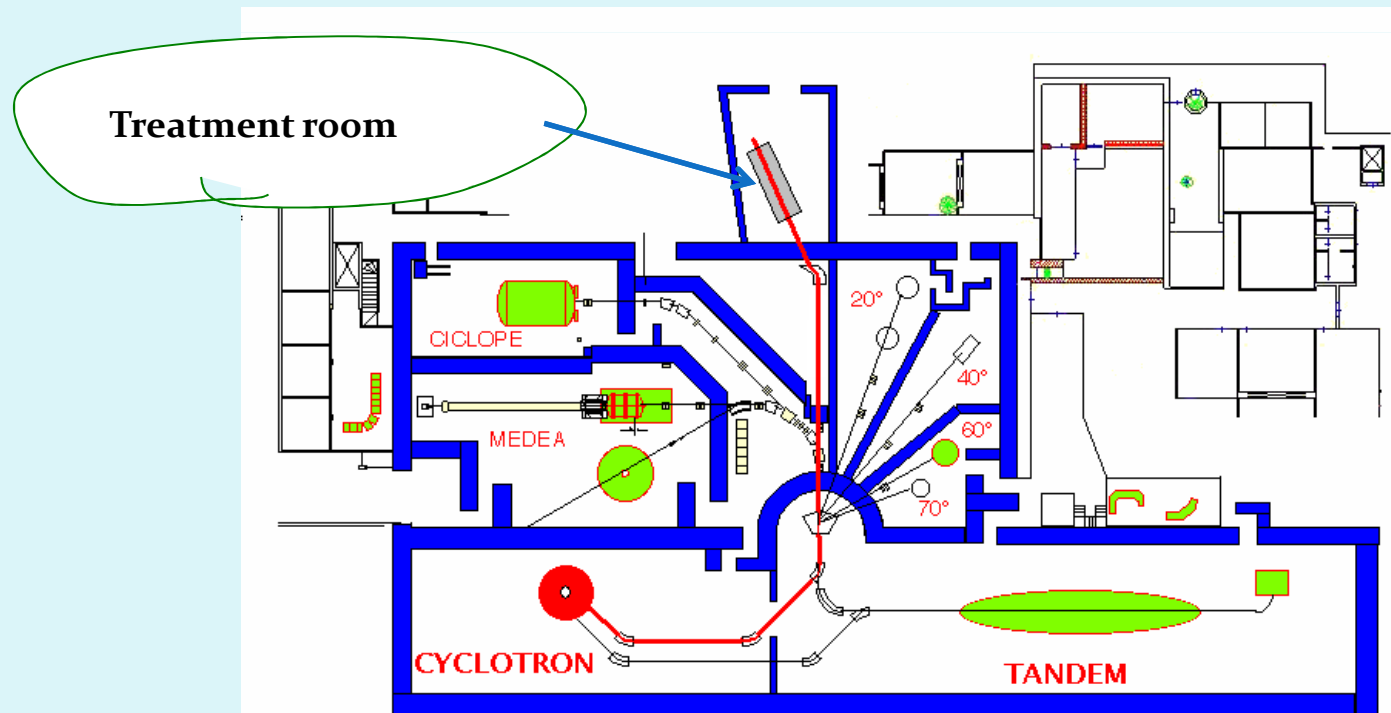 Treatment room
20°
CICLOPE
40°
MEDEA
60°
70°
CYCLOTRON
TANDEM